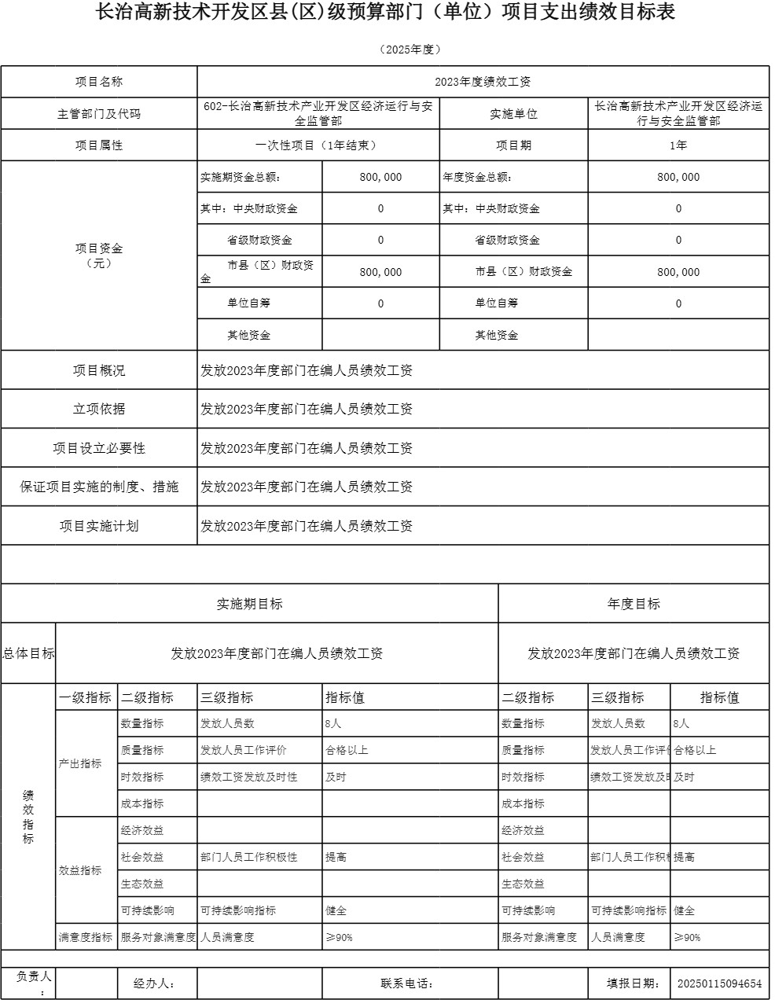 长治高新技术开发区县(区)级预算部门（单位）项目支出绩效目标表
（2025年度）
项目名称 2023年度绩效工资
主管部门及代码 602-长治高新技术产业开发区经济运行与安全监管部 实施单位 长治高新技术产业开发区经济运行与安全监管部
项目属性 一次性项目（1年结束） 项目期 1年
项目资金
（元）
实施期资金总额： 800,000 年度资金总额： 800,000
其中：中央财政资金 0 其中：中央财政资金 0
省级财政资金 0 省级财政资金 0
市县（区）财政资金 800,000 市县（区）财政资金 800,000
单位自筹 0 单位自筹 0
其他资金 其他资金
项目概况 发放2023年度部门在编人员绩效工资
立项依据 发放2023年度部门在编人员绩效工资
项目设立必要性 发放2023年度部门在编人员绩效工资
保证项目实施的制度、措施 发放2023年度部门在编人员绩效工资
项目实施计划 发放2023年度部门在编人员绩效工资
实施期目标 年度目标
总体目标 发放2023年度部门在编人员绩效工资 发放2023年度部门在编人员绩效工资
绩效指标
一级指标 二级指标 三级指标 指标值 二级指标 三级指标 指标值
产出指标
数量指标 发放人员数 8人 数量指标 发放人员数 8人
质量指标 发放人员工作评价 合格以上 质量指标 发放人员工作评 合格以上
时效指标 绩效工资发放及时性 及时 时效指标 绩效工资发放及 及时
成本指标 成本指标
效益指标
经济效益 经济效益
社会效益 部门人员工作积极性 提高 社会效益 部门人员工作积 提高
生态效益 生态效益
可持续影响 可持续影响指标 健全 可持续影响 可持续影响指标 健全
满意度指标 服务对象满意度 人员满意度 ≥90% 服务对象满意度 人员满意度 ≥90%
负责人： 经办人： 联系电话： 填报日期： 20250115094654